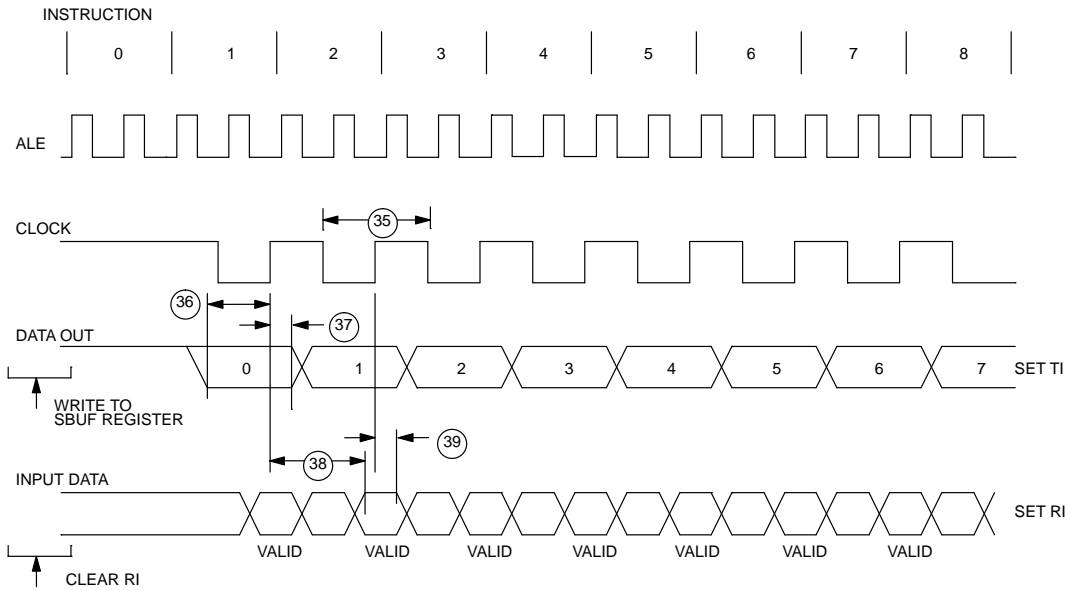 INSTRUCTION
0 1 2 3 4 5 6 7 8
ALE
35
CLOCK
36
37
DATA OUT
0 1 2 3 4 5 6 7 SET TI
WRITE TO
SBUF REGISTER
39
38
INPUT DATA
SET RI
VALID VALID VALID VALID VALID VALID VALID
CLEAR RI